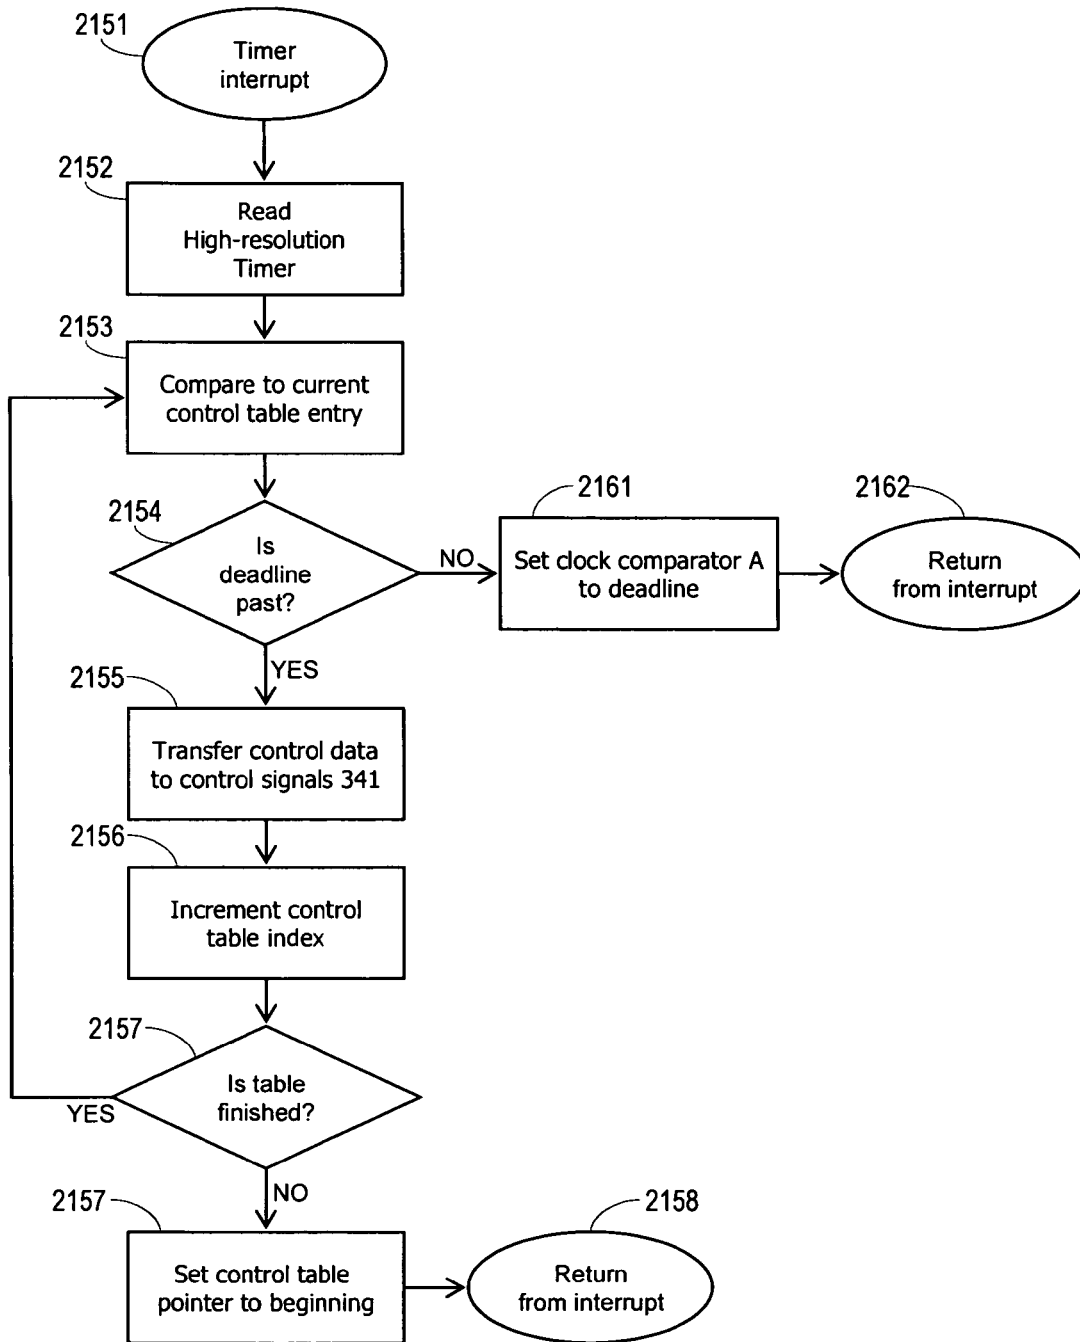 2151
Timer
interrupt
2152
Read
High-resolution
Timer
2153
Compare to current
control table entry
2154
Is
deadline
past?
NO
2161
Set clock comparator A
to deadline
2162
Return
from interrupt
YES
2155
Transfer control data
to control signals 341
2156
Increment control
table index
2157
Is table
finished?
YES
NO
2157
Set control table
pointer to beginning
2158
Return
from interrupt